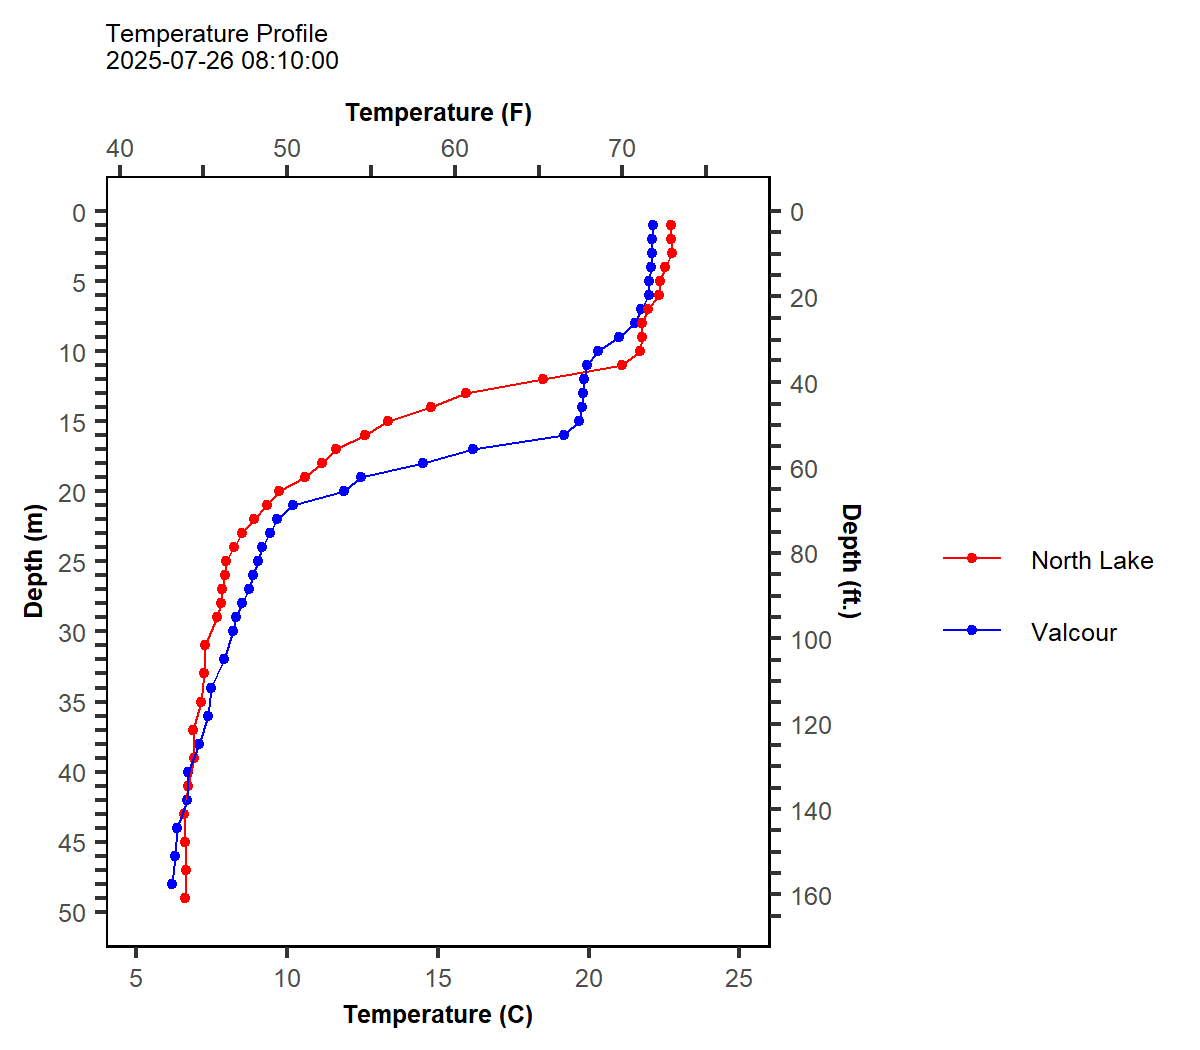 Temperature Profile
2025-07-26 08:10:00
Temperature (F)
40 50 60 70
0 0
5 20
10 40
15 60
20 80
25 100
30 120
35 140
40 160
45
50
Depth (m)
Depth (ft.)
North Lake
Valcour
5 10 15 20 25
Temperature (C)